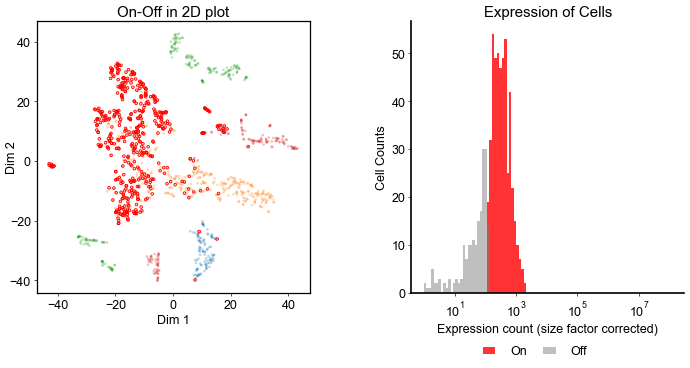 On-Off in 2D plot
Expression of Cells
Dim 2
40
20
0
−20
−40
−40 −20 0 20 40
Dim 1
Cell Counts
50
40
30
20
10
0
10^1 10^3 10^5 10^7
Expression count (size factor corrected)
On Off